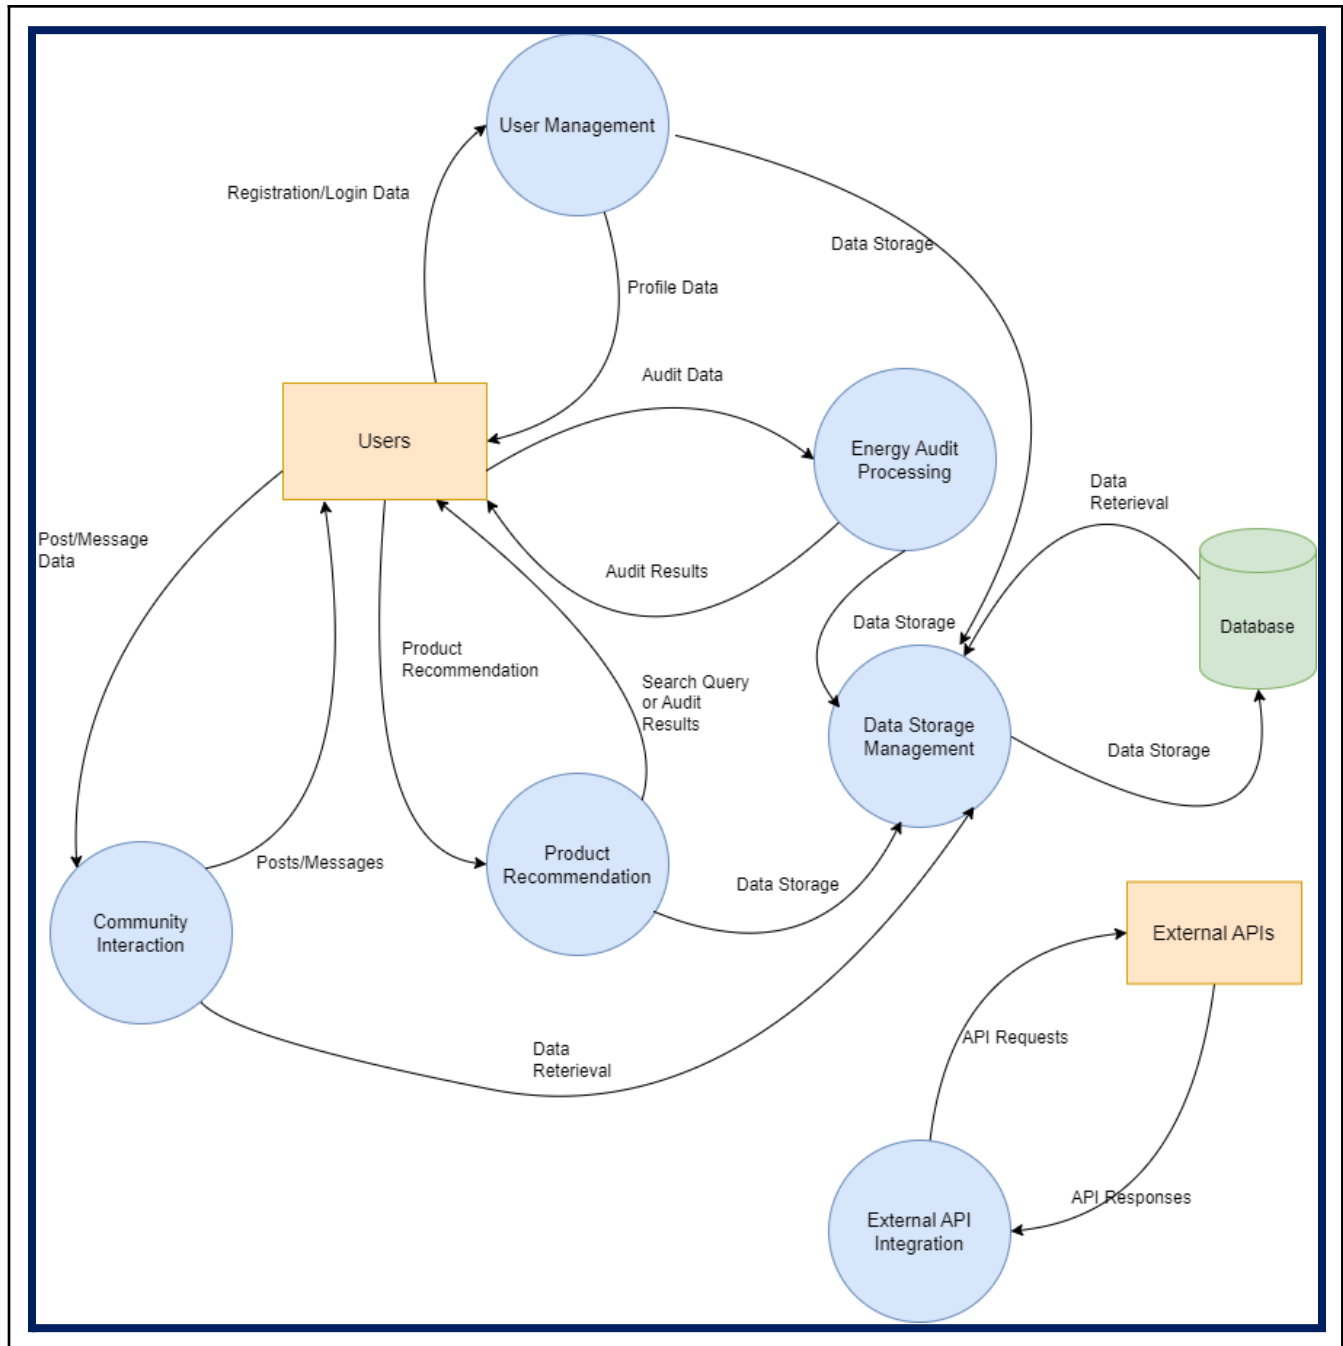 User Management
Registration/Login Data
Data Storage
Profile Data
Audit Data
Users
Energy Audit
Processing
Data
Reterieval
Post/Message
Data
Audit Results
Data Storage
Database
Product
Recommendation
Search Query
or Audit
Results
Data Storage
Management
Data Storage
Posts/Messages
Product
Recommendation
Data Storage
Community
Interaction
External APIs
Data
Reterieval
API Requests
API Responses
External API
Integration